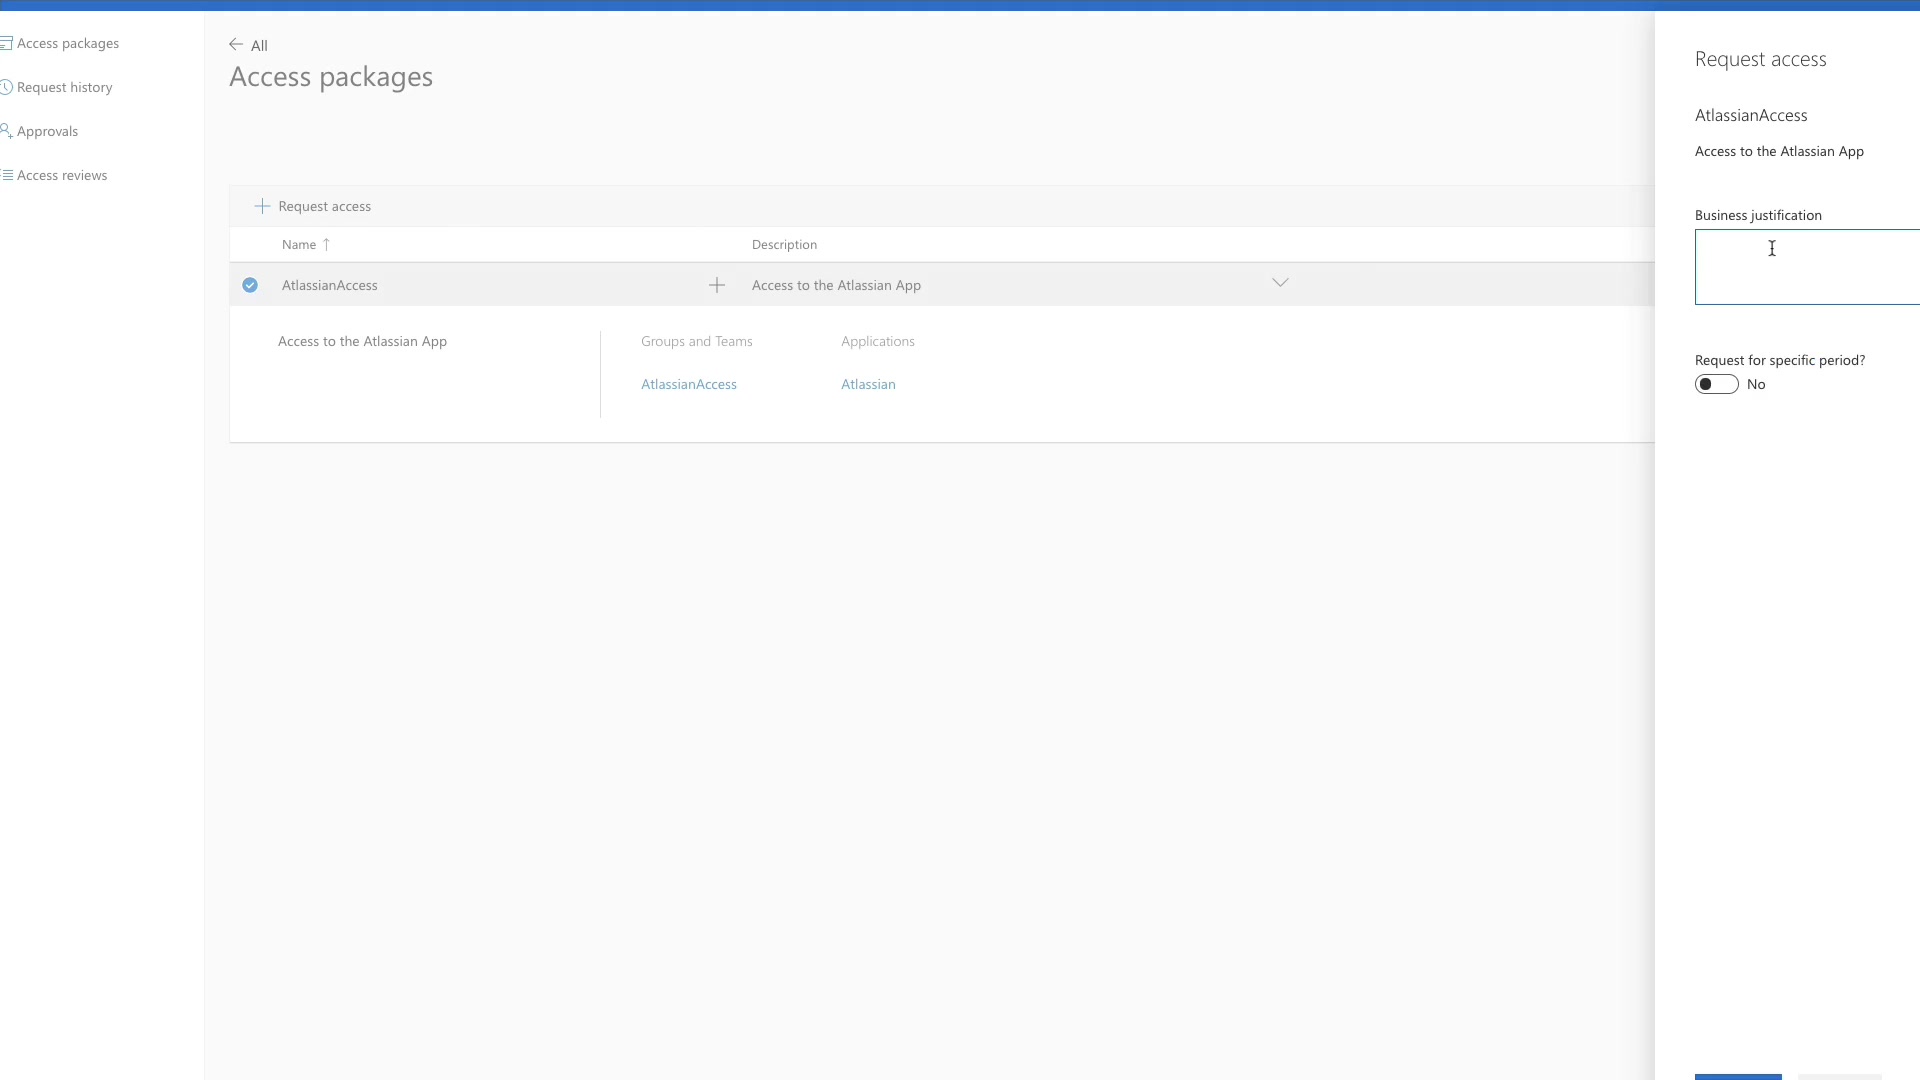 Access packages
Request history
Approvals
Access reviews
All
Access packages
Request access
Name
Description
AtlassianAccess
Access to the Atlassian App
Access to the Atlassian App
Groups and Teams
Applications
AtlassianAccess
Atlassian
Request access
AtlassianAccess
Access to the Atlassian App
Business justification
Request for specific period?
No